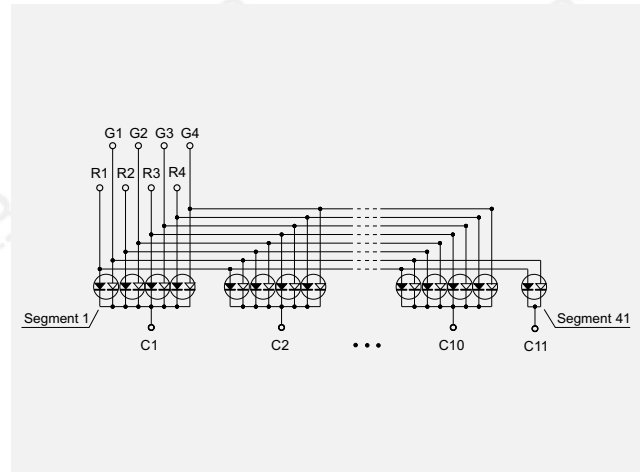 G1 G2 G3 G4
R1 R2 R3 R4
Segment 1
Segment 41
C1 C2 ••• C10 C11